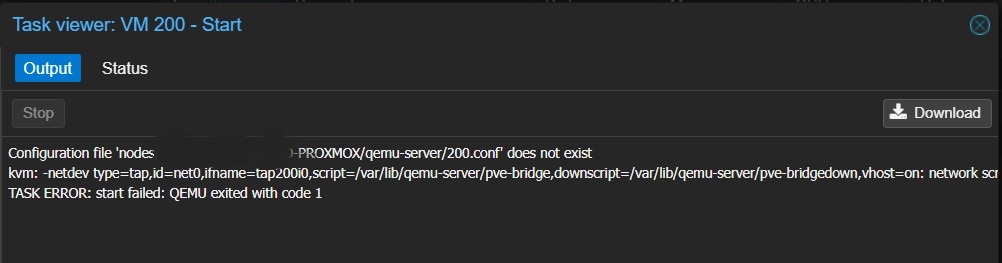 Task viewer: VM 200 - Start
Output Status
Stop Download
Configuration file 'nodes -PROXMOX/qemu-server/200.conf' does not exist
kvm: -netdev type=tap,id=net0,ifname=tap200i0,script=/var/lib/qemu-server/pve-bridge,downscript=/var/lib/qemu-server/pve-bridgedown,vhost=on: network scr
TASK ERROR: start failed: QEMU exited with code 1